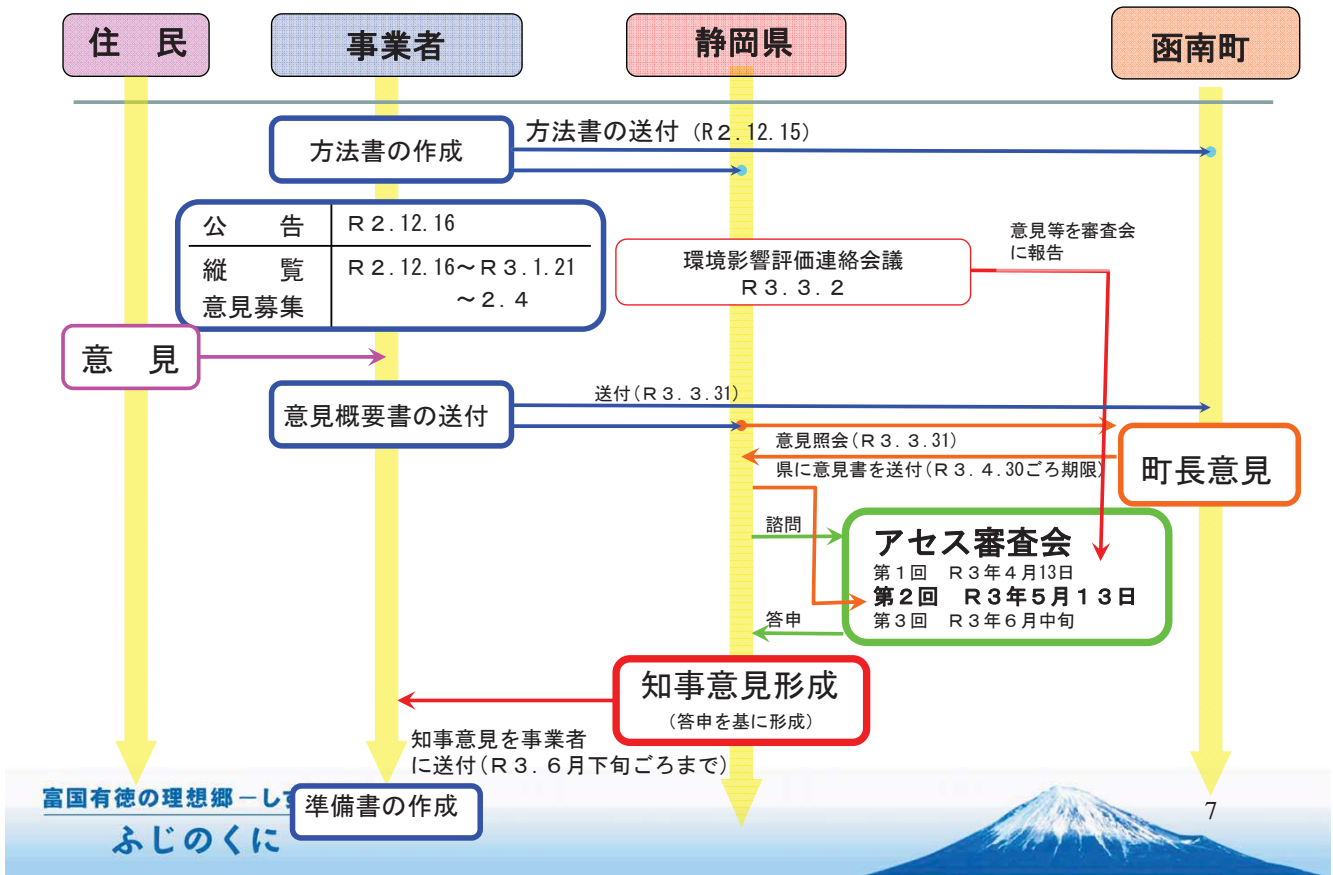 住　民
事業者
静岡県
函南町
方法書の作成
方法書の送付（R２.12.15）
公　　告　R２.12.16
縦　　覧　R２.12.16～R３.1.21
意見募集　～２.４
環境影響評価連絡会議
R３.３.２
意見等を審査会
に報告
意　見
意見概要書の送付
送付(R３.３.31)
意見照会(R３.３.31)
県に意見書を送付(R３.４.30ごろ期限)
町長意見
諮問
アセス審査会
第１回　R３年４月13日
第２回　R３年５月１３日
第３回　R３年６月中旬
答申
知事意見形成
(答申を基に形成)
知事意見を事業者
に送付(R３.６月下旬ごろまで)
準備書の作成
富国有徳の理想郷－し
ふじのくに
7